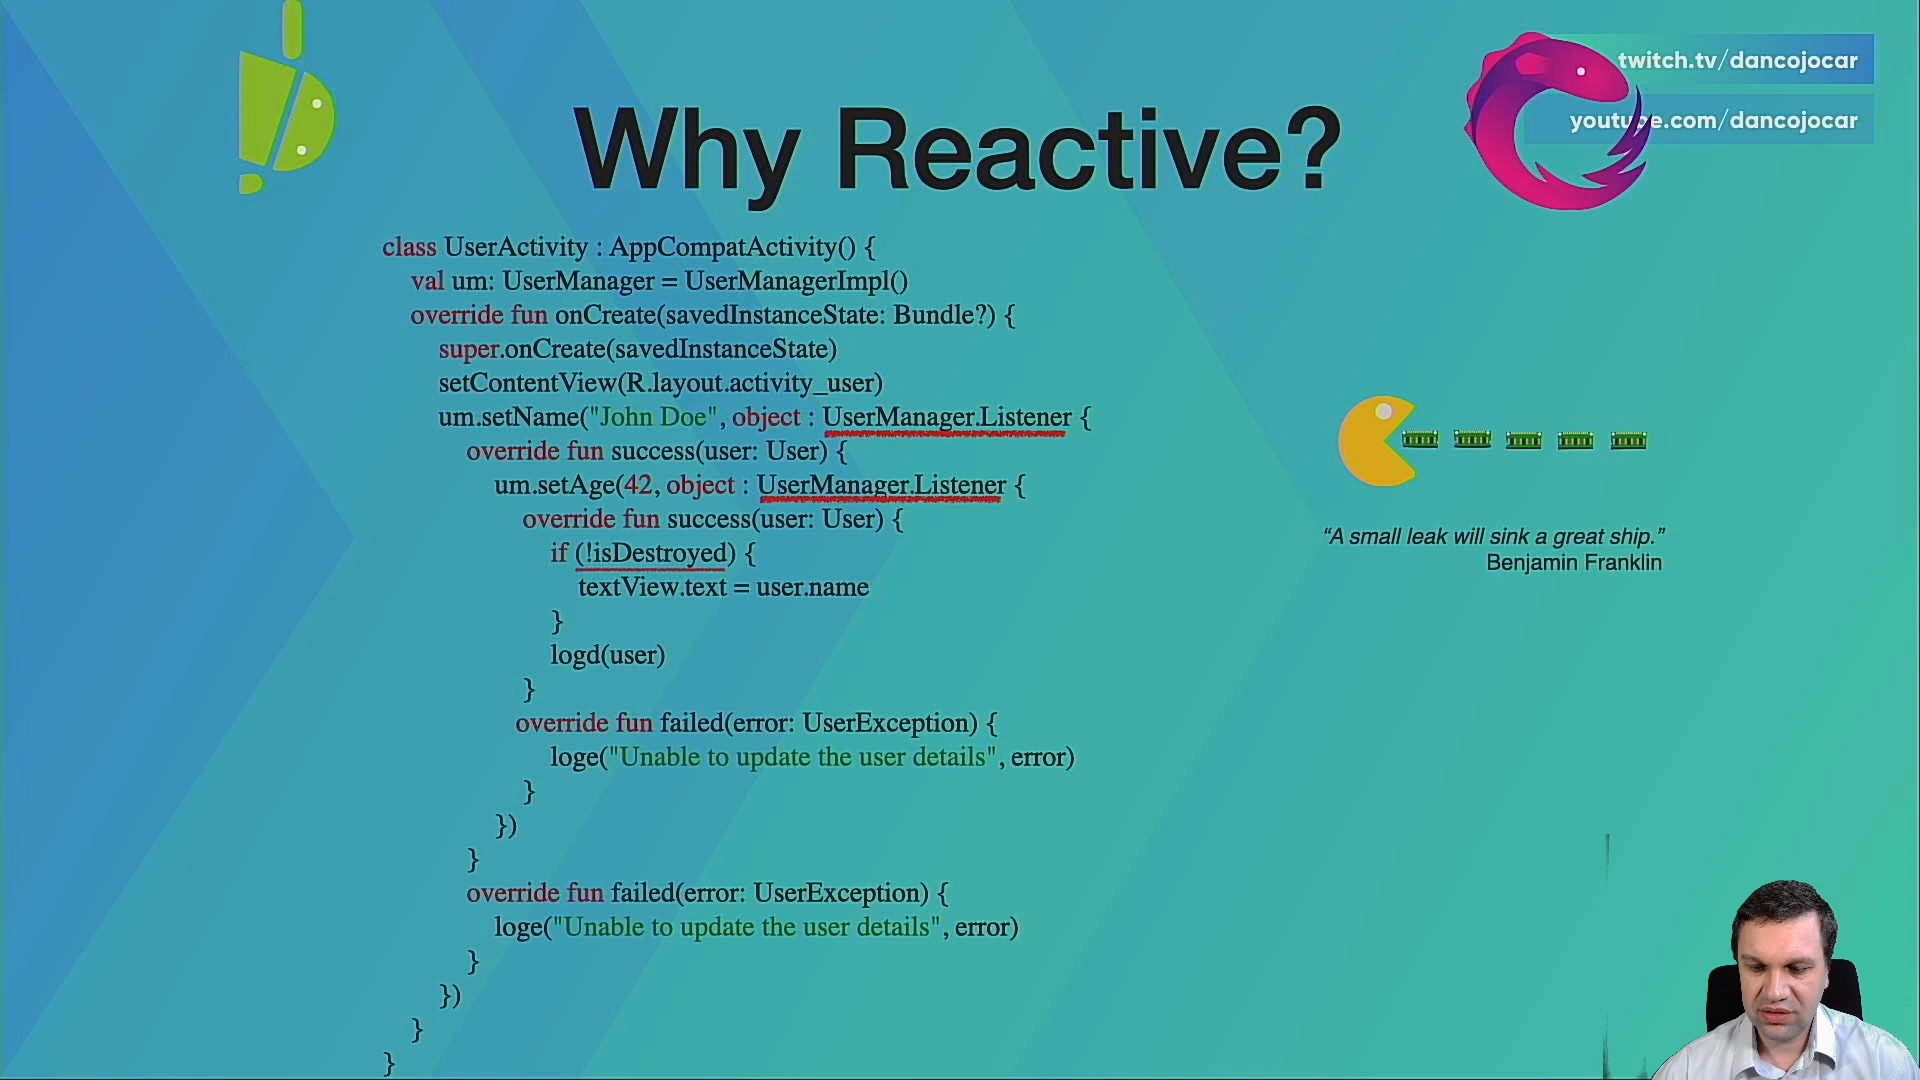 twitch.tv/dancojocar
youtube.com/dancojocar
Why Reactive?
class UserActivity : AppCompatActivity() {
val um: UserManager = UserManagerImpl()
override fun onCreate(savedInstanceState: Bundle?) {
super.onCreate(savedInstanceState)
setContentView(R.layout.activity_user)
um.setName("John Doe", object : UserManager.Listener {
override fun success(user: User) {
um.setAge(42, object : UserManager.Listener {
override fun success(user: User) {
if (!isDestroyed) {
textView.text = user.name
}
logd(user)
}
override fun failed(error: UserException) {
loge("Unable to update the user details", error)
}
})
}
override fun failed(error: UserException) {
loge("Unable to update the user details", error)
}
})
}
}
“A small leak will sink a great ship.”
Benjamin Franklin